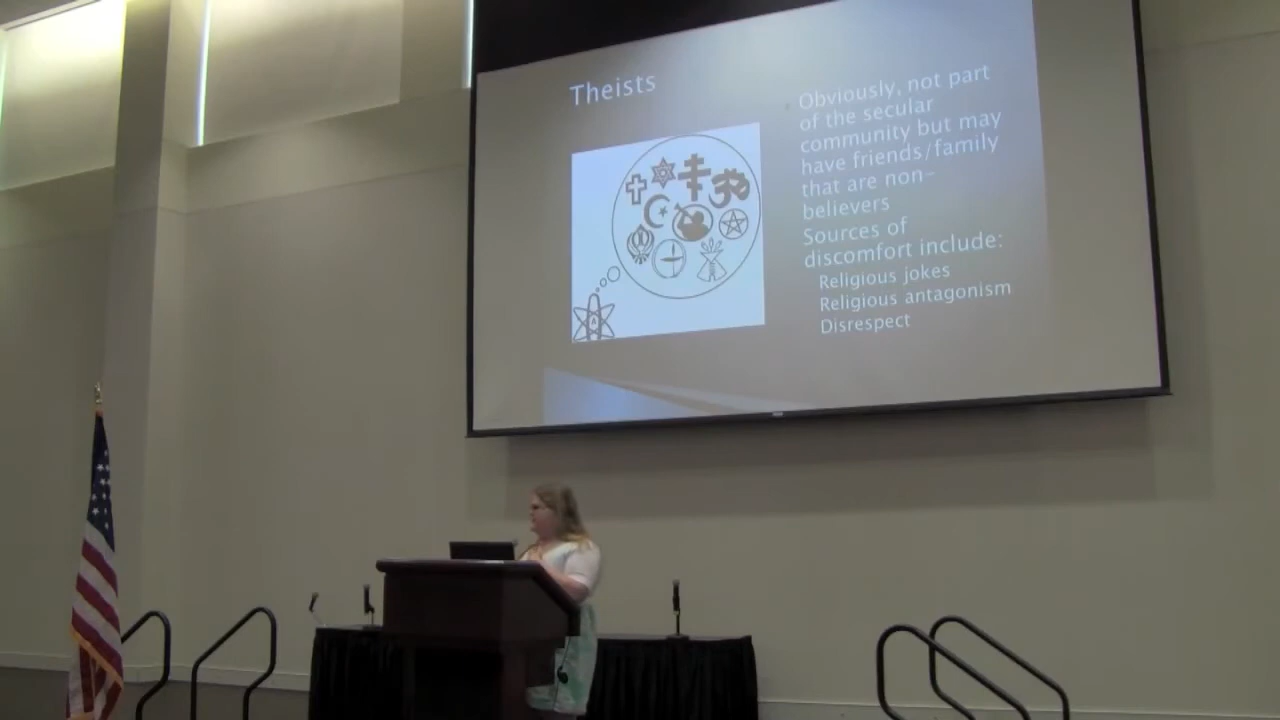 Theists
Obviously, not part
of the secular
community but may
have friends/family
that are non-
believers
Sources of
discomfort include:
Religious jokes
Religious antagonism
Disrespect